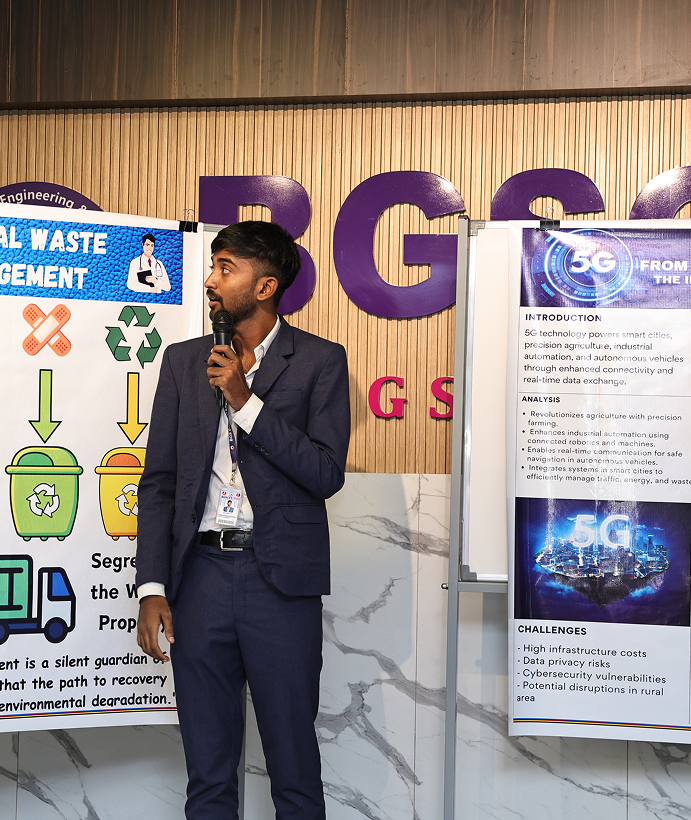 Engineering &
BGSC
GS
AL WASTE
GEMENT
Segre
the W
Prop
ent is a silent guardian o
that the path to recovery
environmental degradation."
5G
FROM
THE I
INTRODUCTION
5G technology powers smart cities,
precision agriculture, industrial
automation, and autonomous vehicles
through enhanced connectivity and
real-time data exchange.
ANALYSIS
• Revolutionizes agriculture with precision
farming.
• Enhances industrial automation using
connected robotics and machines.
• Enables real-time communication for safe
navigation in autonomous vehicles.
• Integrates systems in smart cities to
efficiently manage traffic, energy, and waste
5G
CHALLENGES
- High infrastructure costs
- Data privacy risks
- Cybersecurity vulnerabilities
- Potential disruptions in rural
area